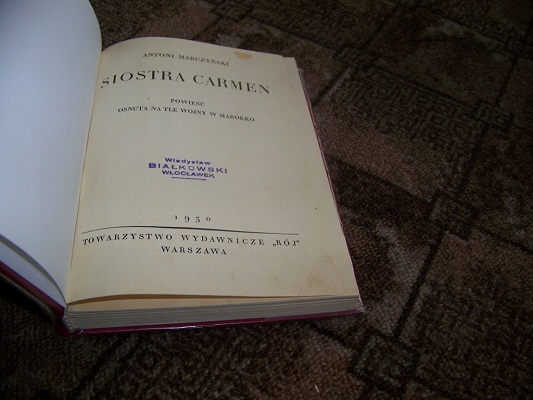 ANTONI MARCZYŃSKI
SIOSTRA CARMEN
POWIEŚĆ
OSNUTA NA TLE WOJNY W MAROKKO
Władysław
BIAŁKOWSKI
WŁOCŁAWEK
1930
TOWARZYSTWO WYDAWNICZE „RÓJ"
WARSZAWA